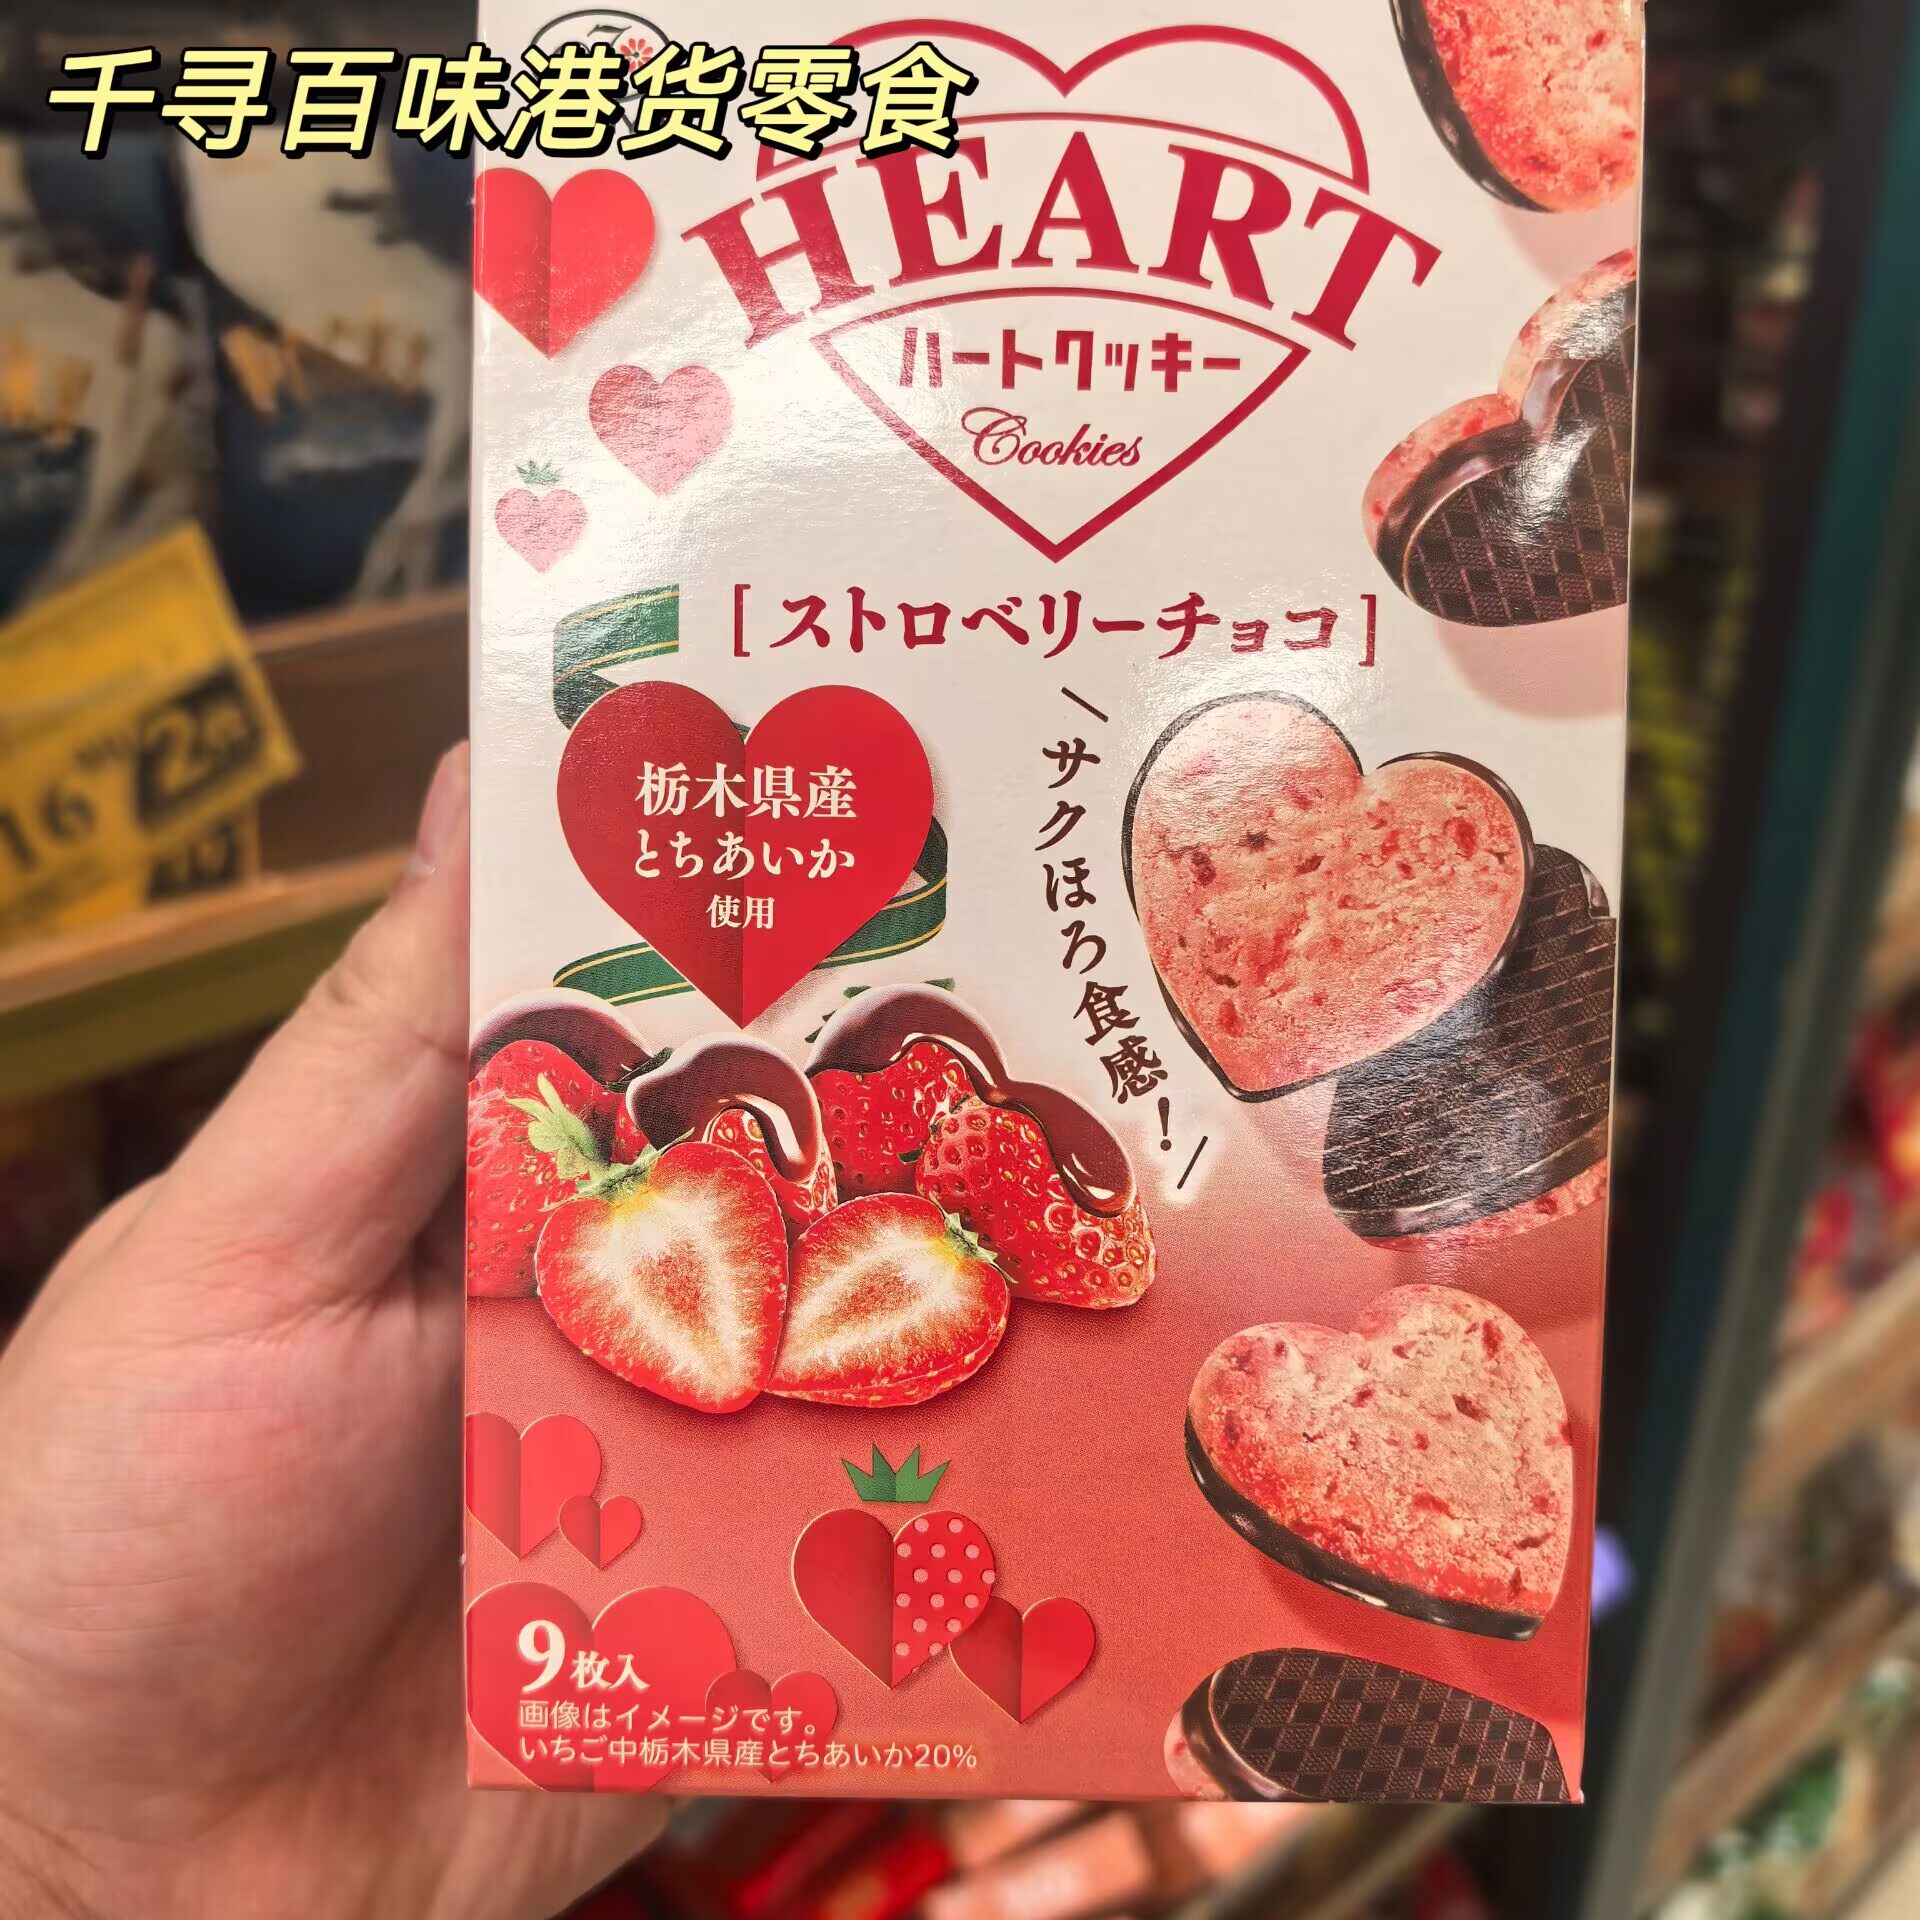 千寻百味港货零食
HEART
ハートクッキー
Cookies
[ストロベリーチョコ]
栃木県産
とちあいか
使用
サクほろ食感!
9枚入
画像はイメージです。
いちご中栃木県産とちあいか20%
16